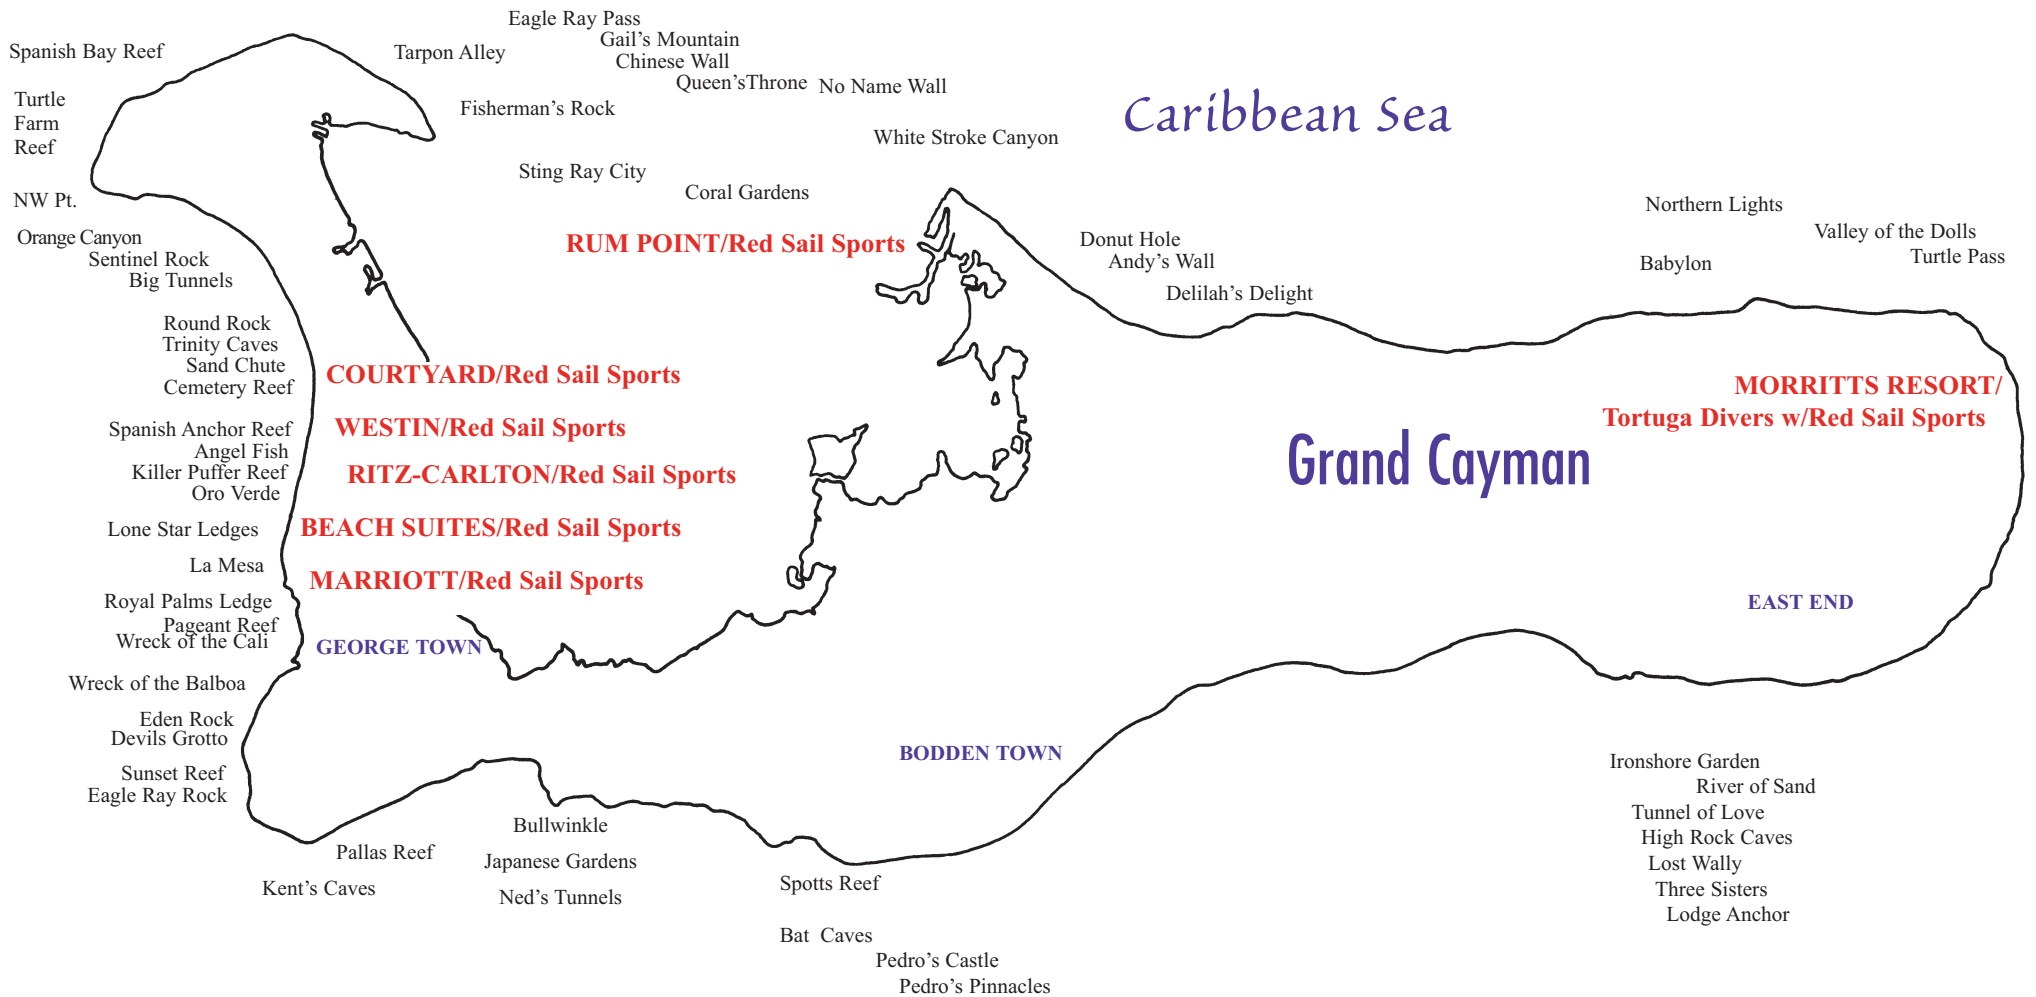 Eagle Ray Pass
Gail's Mountain
Spanish Bay Reef
Tarpon Alley
Chinese Wall
Queen'sThrone
No Name Wall
Turtle
Farm
Reef
Fisherman's Rock
Caribbean Sea
White Stroke Canyon
Sting Ray City
Coral Gardens
NW Pt.
Northern Lights
Orange Canyon
RUM POINT/Red Sail Sports
Donut Hole
Valley of the Dolls
Sentinel Rock
Andy's Wall
Babylon
Turtle Pass
Big Tunnels
Delilah's Delight
Round Rock
Trinity Caves
Sand Chute
Cemetery Reef
COURTYARD/Red Sail Sports
MORRITTS RESORT/
Tortuga Divers w/Red Sail Sports
Spanish Anchor Reef
WESTIN/Red Sail Sports
Angel Fish
Grand Cayman
Killer Puffer Reef
RITZ-CARLTON/Red Sail Sports
Oro Verde
Lone Star Ledges
BEACH SUITES/Red Sail Sports
La Mesa
MARRIOTT/Red Sail Sports
Royal Palms Ledge
EAST END
Pageant Reef
Wreck of the Cali
GEORGE TOWN
Wreck of the Balboa
Eden Rock
Devils Grotto
BODDEN TOWN
Sunset Reef
Eagle Ray Rock
Ironshore Garden
River of Sand
Tunnel of Love
High Rock Caves
Lost Wally
Three Sisters
Lodge Anchor
Bullwinkle
Pallas Reef
Japanese Gardens
Kent's Caves
Ned's Tunnels
Spotts Reef
Bat Caves
Pedro's Castle
Pedro's Pinnacles